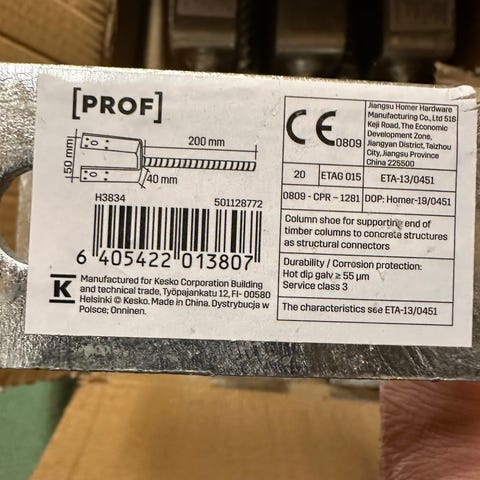 [PROF]
200 mm
150 mm
40 mm
H3834 501128772
6 405422 013807
K
Manufactured for Kesko Corporation Building
and technical trade, Työpajankatu 12, FI- 00580
Helsinki © Kesko. Made in China. Dystrybucja w
Polsce; Onninen.
CE 0809
Jiangsu Homer Hardware
Manufacturing Co., Ltd 518
Keji Road, The Economic
Development Zone,
Jiangyan District, Taizhou
City, Jiangsu Province
China 225500
20 ETAG 015 ETA-13/0451
0809 - CPR - 1281 DOP: Homer-19/0451
Column shoe for supporting end of
timber columns to concrete structures
as structural connectors
Durability / Corrosion protection:
Hot dip galv ≥ 55 µm
Service class 3
The characteristics see ETA-13/0451